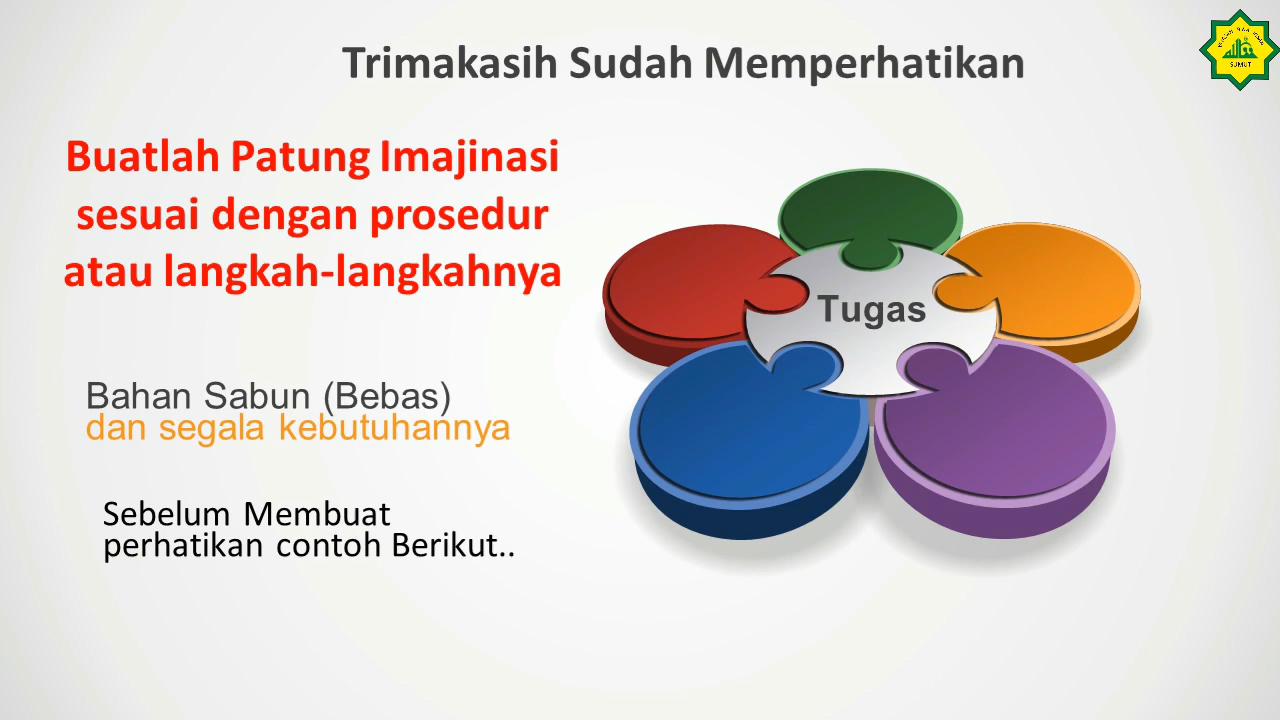 Trimakasih Sudah Memperhatikan
SUMUT
Buatlah Patung Imajinasi
sesuai dengan prosedur
atau langkah-langkahnya
Tugas
Bahan Sabun (Bebas)
dan segala kebutuhannya
Sebelum Membuat
perhatikan contoh Berikut..